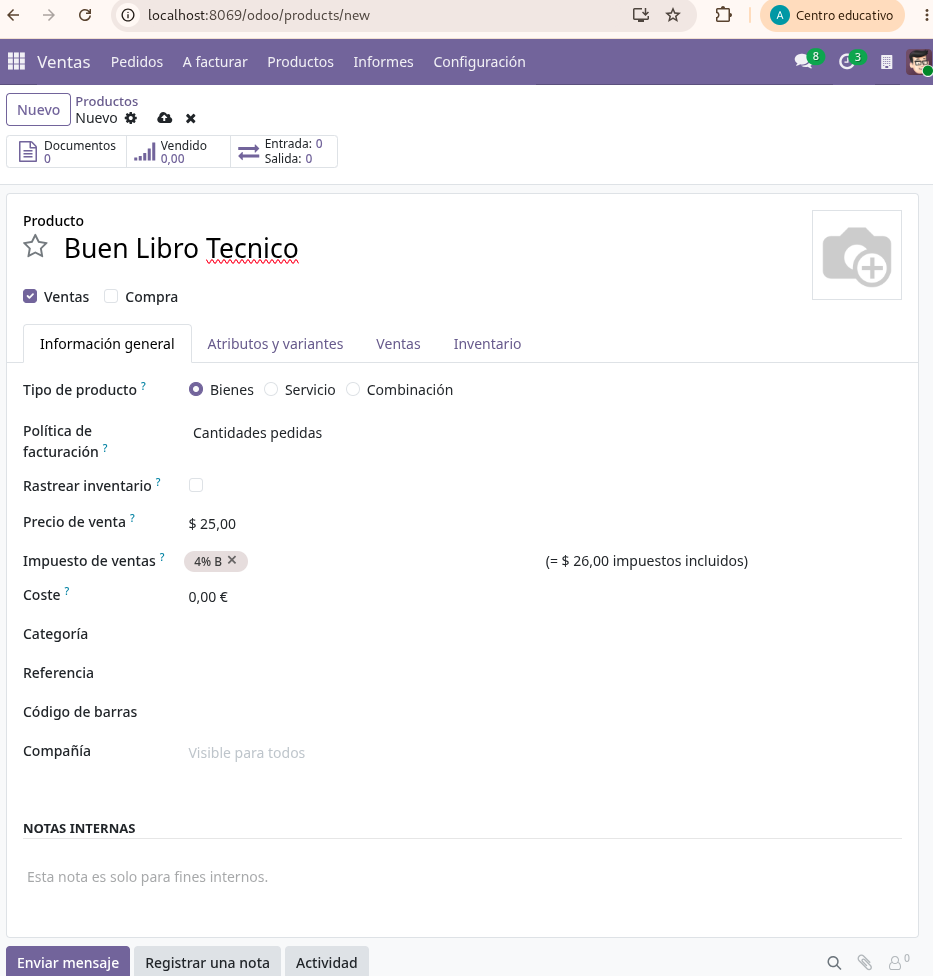 localhost:8069/odoo/products/new
A Centro educativo
Ventas Pedidos A facturar Productos Informes Configuración 8 3
Nuevo Productos
Nuevo
Documentos
0
Vendido
0,00
Entrada: 0
Salida: 0
Producto
Buen Libro Tecnico
Ventas Compra
Información general Atributos y variantes Ventas Inventario
Tipo de producto ? Bienes Servicio Combinación
Política de
facturación ? Cantidades pedidas
Rastrear inventario ?
Precio de venta ? $ 25,00
Impuesto de ventas ? 4% B × (= $ 26,00 impuestos incluidos)
Coste ? 0,00 €
Categoría
Referencia
Código de barras
Compañía Visible para todos
NOTAS INTERNAS
Esta nota es solo para fines internos.
Enviar mensaje Registrar una nota Actividad 0